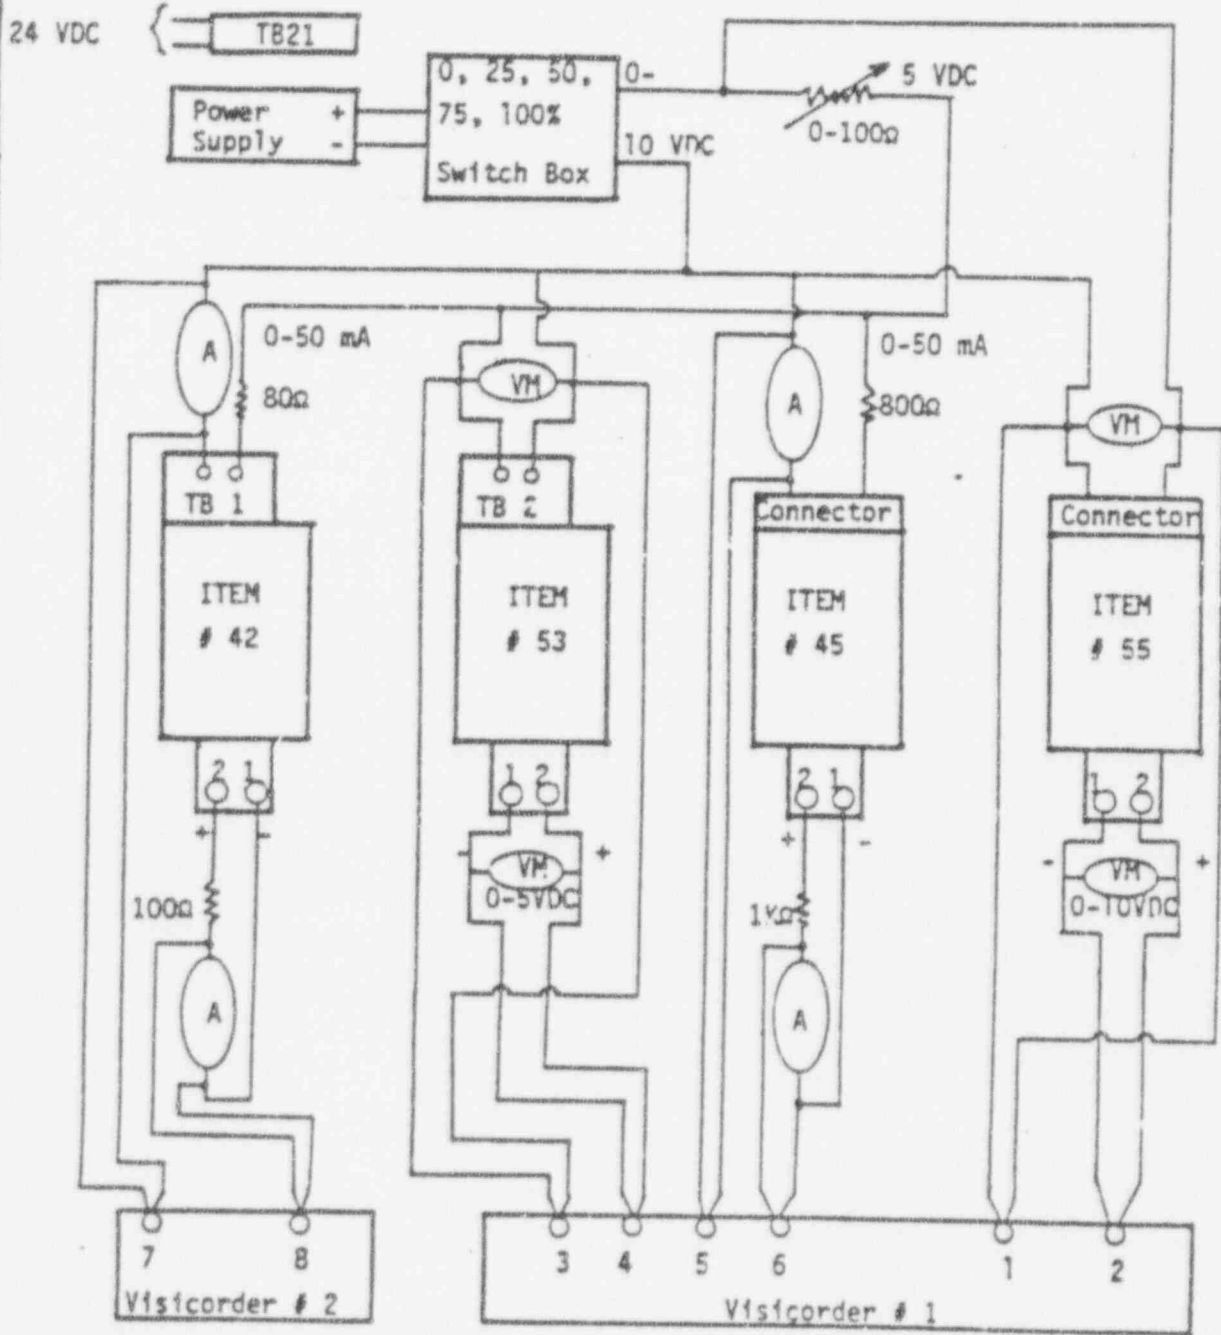 24 VDC
TB21
Power +
Supply -
0, 25, 50,
75, 100%
Switch Box
0-
10 VDC
5 VDC
0-100Ω
0-50 mA
0-50 mA
A
80Ω
VM
A
800Ω
VM
TB 1
TB 2
Connector
Connector
ITEM
# 42
ITEM
# 53
ITEM
# 45
ITEM
# 55
2 1
1 2
2 1
1 2
+ -
- +
+ -
- +
VM
0-5VDC
VM
0-10VDC
100Ω
1KΩ
A
A
7 8
3 4 5 6 1 2
Visicorder # 2
Visicorder # 1